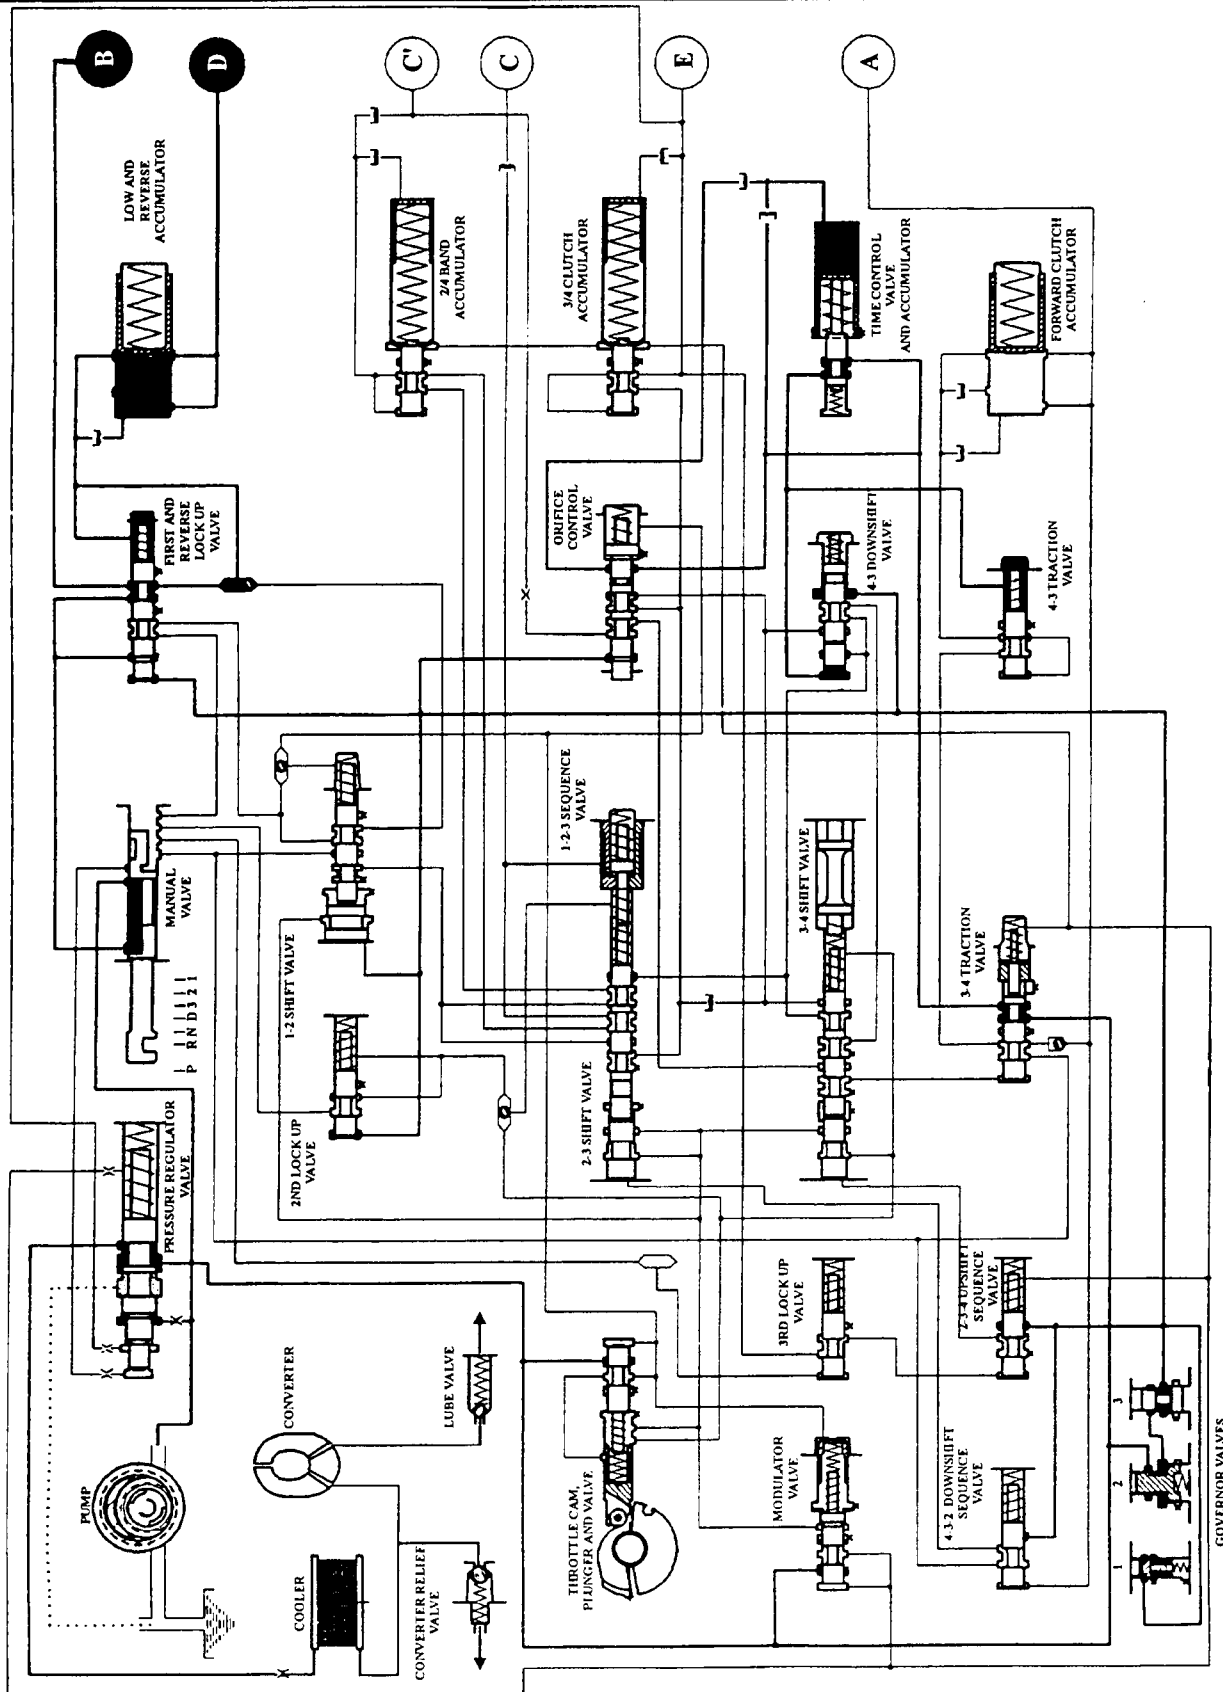 B
D
C'
C
E
A
LOW AND
REVERSE
ACCUMULATOR
2/4 BAND
ACCUMULATOR
3/4 CLUTCH
ACCUMULATOR
TIME CONTROL
VALVE
AND ACCUMULATOR
FORWARD CLUTCH
ACCUMULATOR
FIRST AND
REVERSE
LOCK UP
VALVE
ORIFICE
CONTROL
VALVE
4-3 DOWNSHIFT
VALVE
4-3 TRACTION
VALVE
MANUAL
VALVE
P R N D 3 2 1
1-2 SHIFT VALVE
1-2-3 SEQUENCE
VALVE
3-4 SHIFT VALVE
3-4 TRACTION
VALVE
PRESSURE REGULATOR
VALVE
2ND LOCK UP
VALVE
2-3 SHIFT VALVE
3RD LOCK UP
VALVE
2-3-4 UPSHIFT
SEQUENCE
VALVE
PUMP
CONVERTER
LUBE VALVE
COOLER
CONVERTER RELIEF
VALVE
THROTTLE CAM,
PLUNGER AND VALVE
MODULATOR
VALVE
4-3-2 DOWNSHIFT
SEQUENCE
VALVE
1
2
3
GOVERNOR VALVES